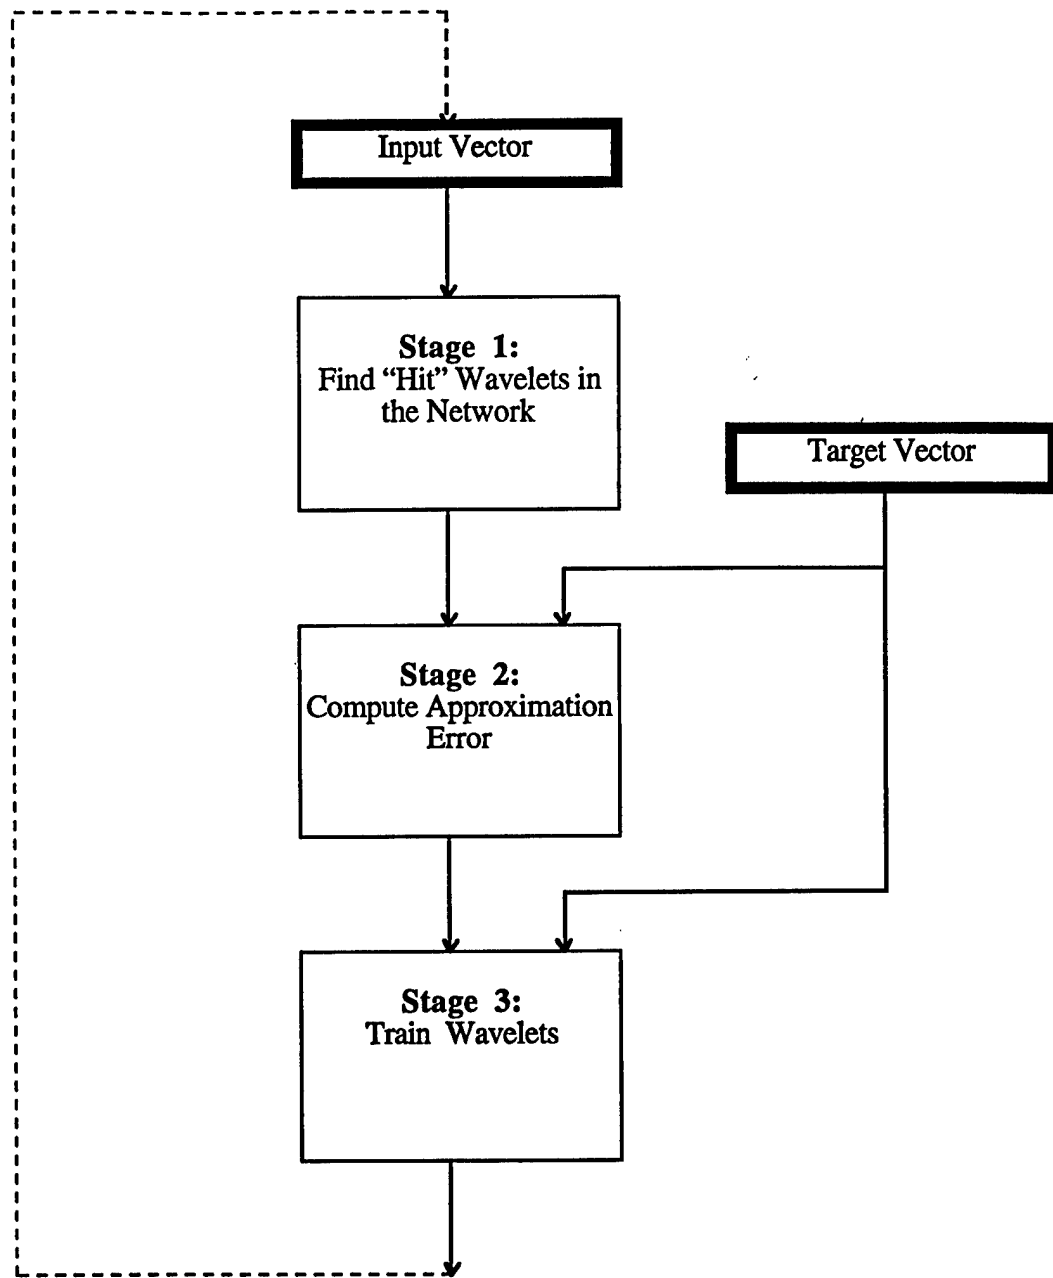 Input Vector
Stage 1:
Find “Hit” Wavelets in
the Network
Target Vector
Stage 2:
Compute Approximation
Error
Stage 3:
Train Wavelets